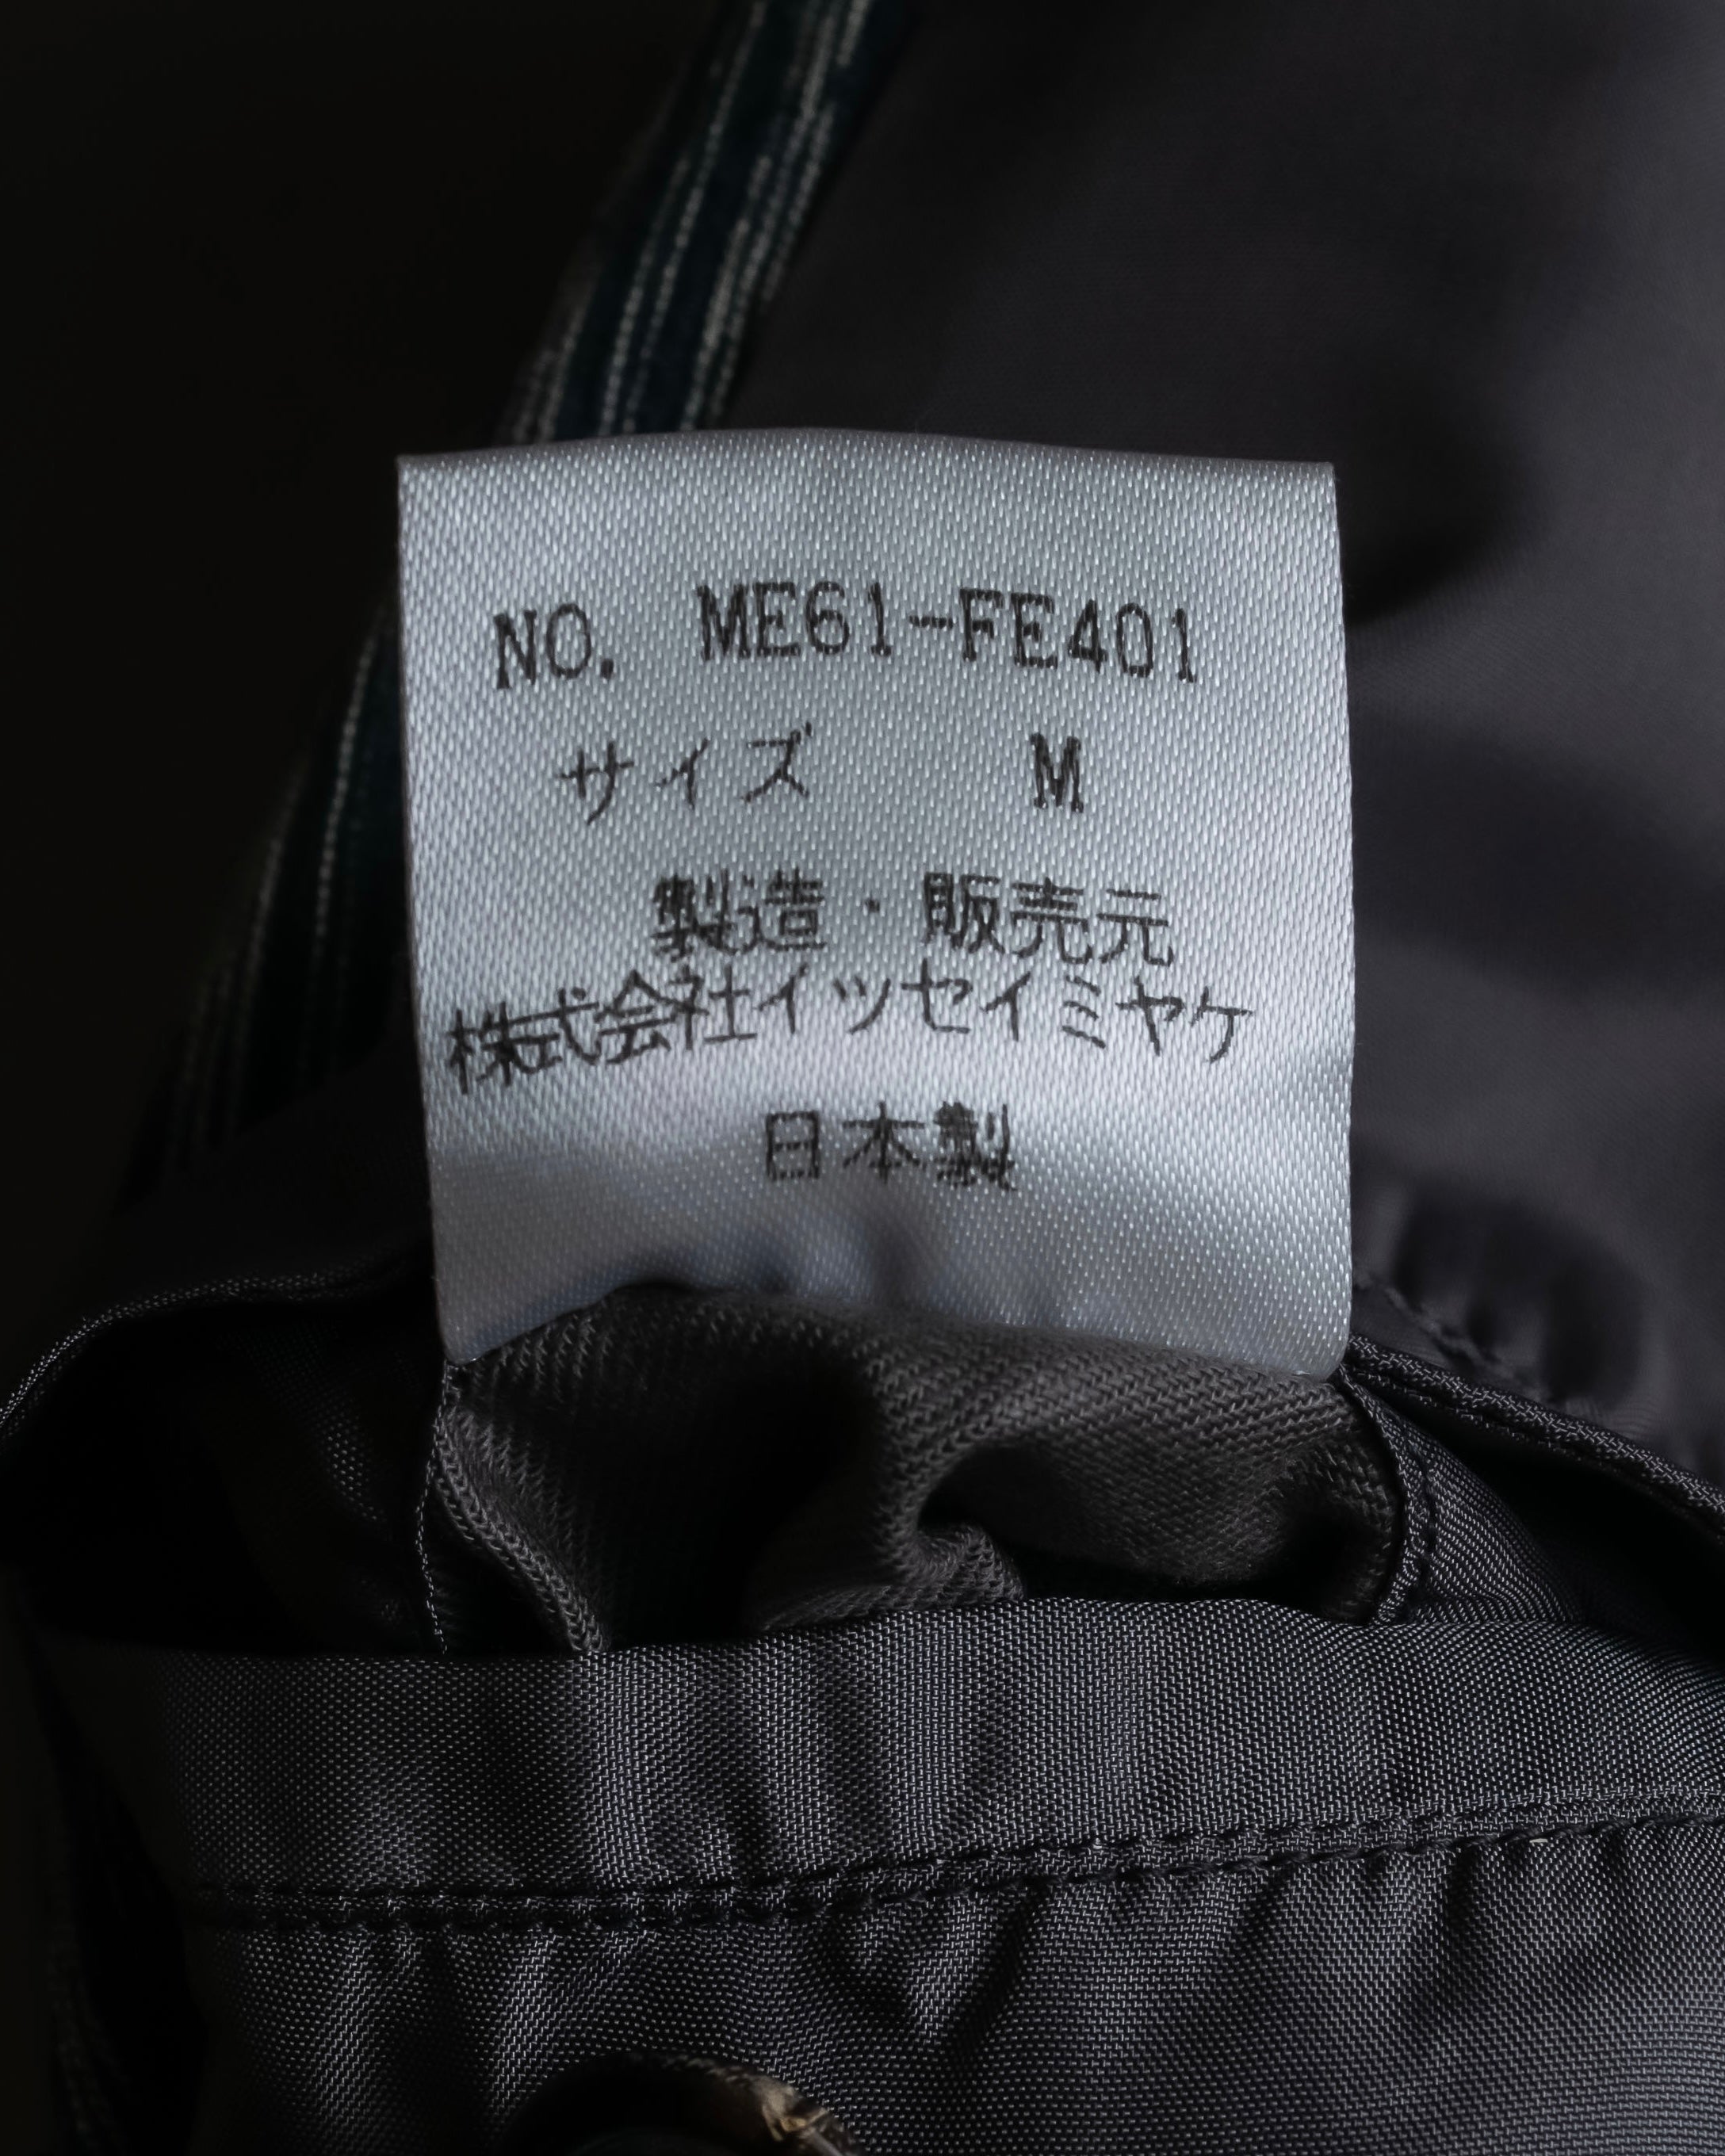 NO. ME61-FE401
サイズ M
製造・販売元
株式会社イッセイミヤケ
日本製